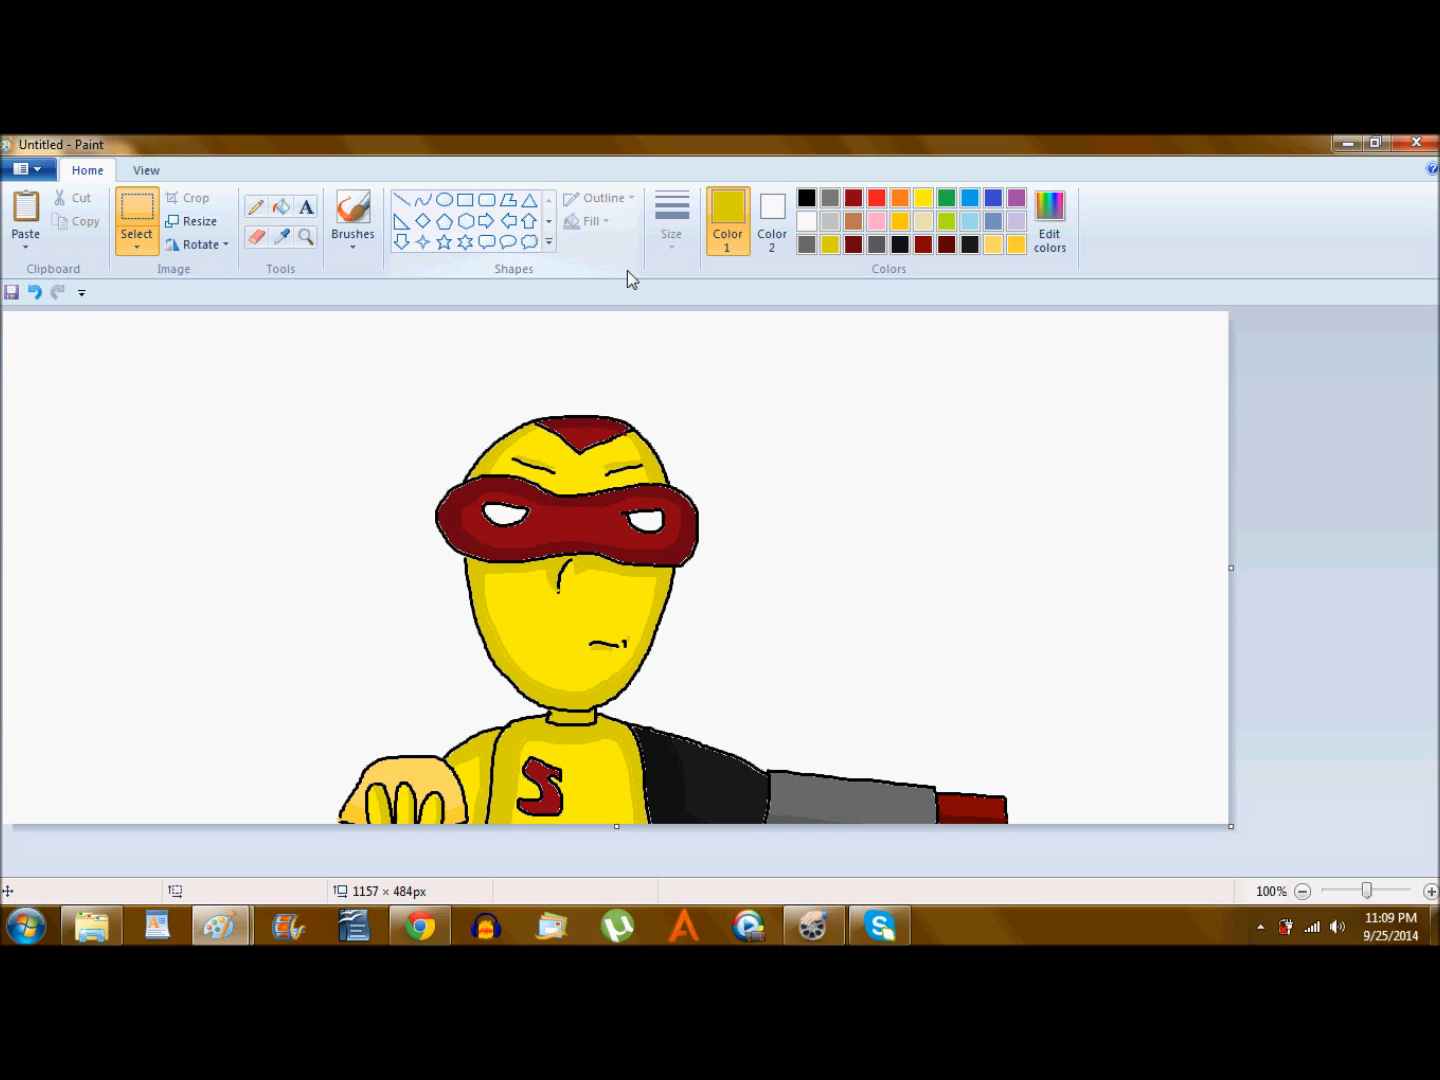 Untitled - Paint
Home View
Paste
Cut
Copy
Clipboard
Select
Crop
Resize
Rotate
Image
A
Tools
Brushes
Outline
Fill
Shapes
Size
Color 1
Color 2
Edit colors
Colors
S
1157 × 484px
100%
11:09 PM
9/25/2014